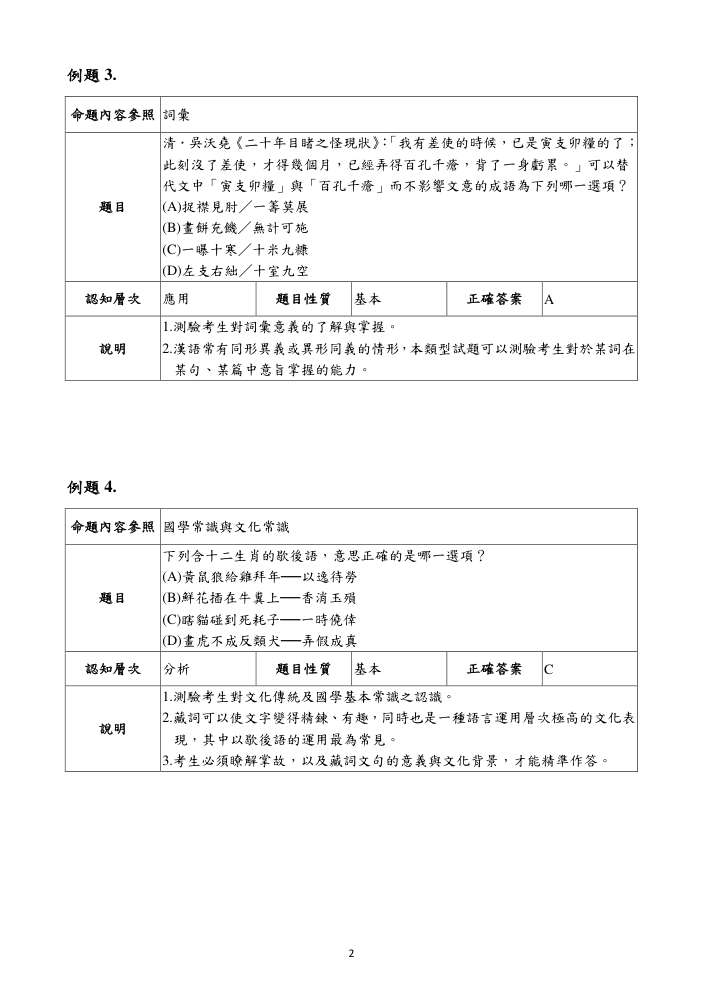 例題 3.
命題內容參照 詞彙
清．吳沃堯《二十年目睹之怪現狀》：「我有差使的時候，已是寅支卯糧的了；
此刻沒了差使，才得幾個月，已經弄得百孔千瘡，背了一身虧累。」可以替
代文中「寅支卯糧」與「百孔千瘡」而不影響文意的成語為下列哪一選項？
題目
(A)捉襟見肘／一籌莫展
(B)畫餅充饑／無計可施
(C)一曝十寒／十米九糠
(D)左支右絀／十室九空
認知層次 應用 題目性質 基本 正確答案 A
1.測驗考生對詞彙意義的了解與掌握。
說明 2.漢語常有同形異義或異形同義的情形，本類型試題可以測驗考生對於某詞在
某句、某篇中意旨掌握的能力。
例題 4.
命題內容參照 國學常識與文化常識
下列含十二生肖的歇後語，意思正確的是哪一選項？
(A)黃鼠狼給雞拜年──以逸待勞
題目 (B)鮮花插在牛糞上──香消玉殞
(C)瞎貓碰到死耗子──一時僥倖
(D)畫虎不成反類犬──弄假成真
認知層次 分析 題目性質 基本 正確答案 C
1.測驗考生對文化傳統及國學基本常識之認識。
2.藏詞可以使文字變得精鍊、有趣，同時也是一種語言運用層次極高的文化表
說明
現，其中以歇後語的運用最為常見。
3.考生必須瞭解掌故，以及藏詞文句的意義與文化背景，才能精準作答。
2